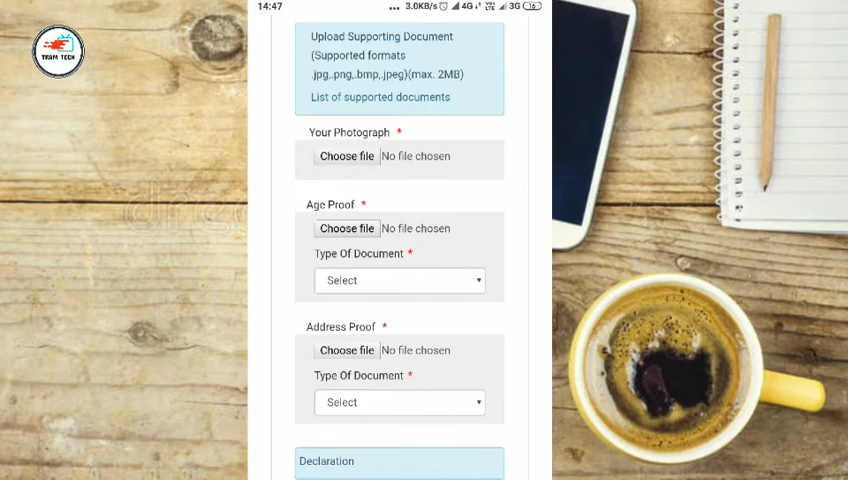 14:47
3.0KB/s
4G
3G
16
TRAM TECH
Upload Supporting Document
(Supported formats
.jpg,.png,.bmp,.jpeg)(max. 2MB)
List of supported documents
Your Photograph *
Choose file No file chosen
Age Proof *
Choose file No file chosen
Type Of Document *
Select
Address Proof *
Choose file No file chosen
Type Of Document *
Select
Declaration